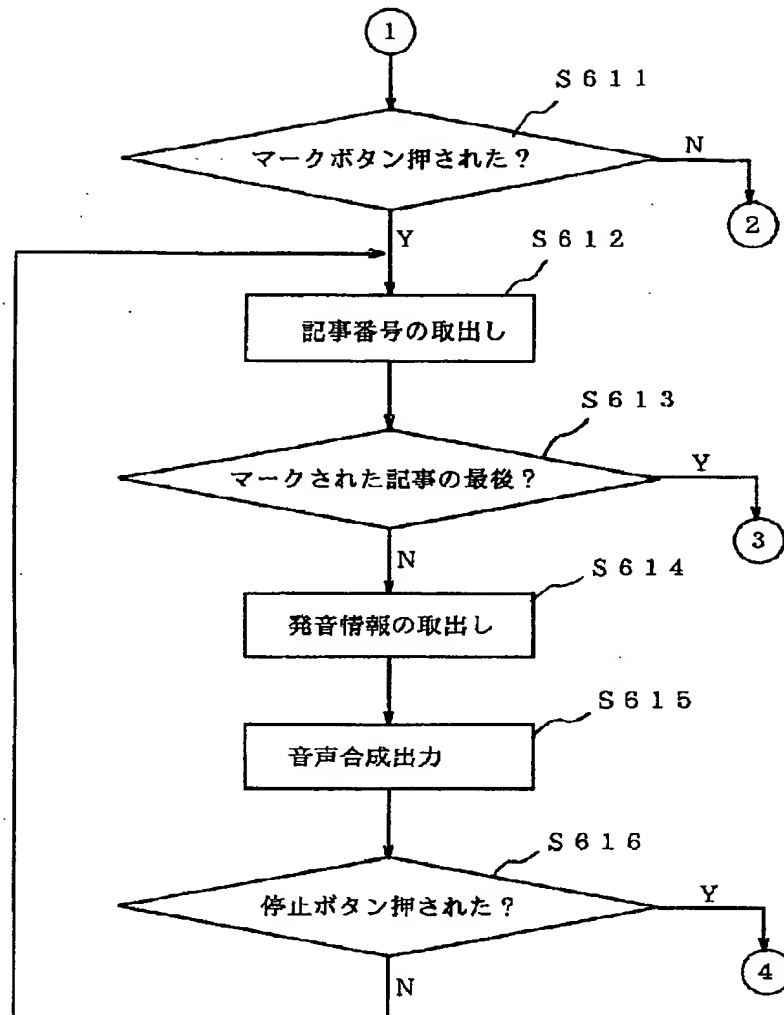 1
S611
マークボタン押された?
N
2
Y
S612
記事番号の取出し
S613
マークされた記事の最後?
Y
3
N
S614
発音情報の取出し
S615
音声合成出力
S616
停止ボタン押された?
Y
4
N